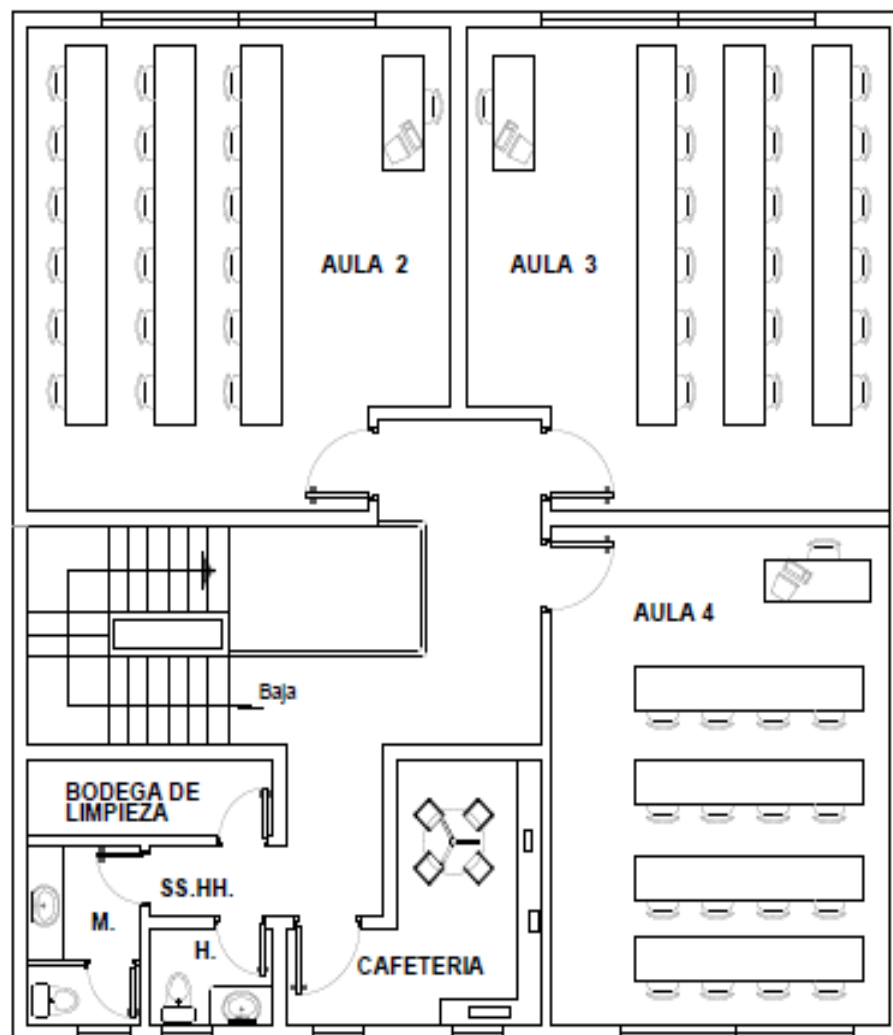 AULA 2
AULA 3
AULA 4
Baja
BODEGA DE
LIMPIEZA
SS.HH.
M.
H.
CAFETERIA